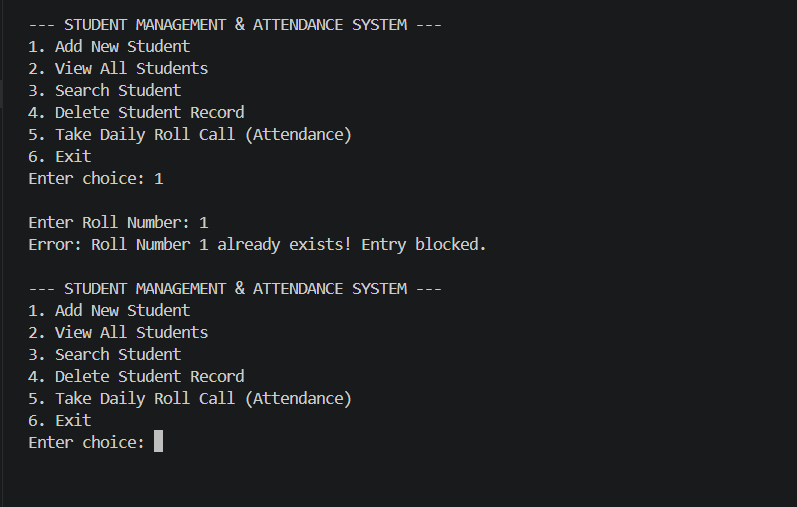 --- STUDENT MANAGEMENT & ATTENDANCE SYSTEM ---
1. Add New Student
2. View All Students
3. Search Student
4. Delete Student Record
5. Take Daily Roll Call (Attendance)
6. Exit
Enter choice: 1
Enter Roll Number: 1
Error: Roll Number 1 already exists! Entry blocked.
--- STUDENT MANAGEMENT & ATTENDANCE SYSTEM ---
1. Add New Student
2. View All Students
3. Search Student
4. Delete Student Record
5. Take Daily Roll Call (Attendance)
6. Exit
Enter choice: